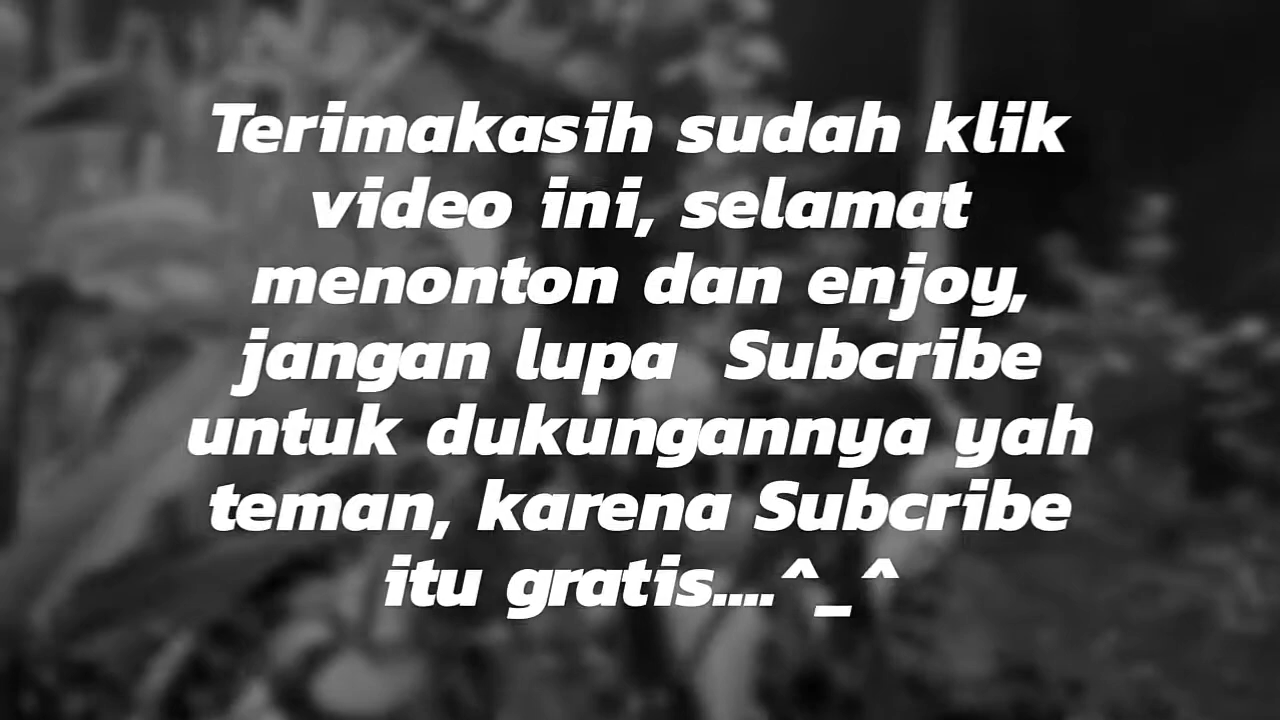 Terimakasih sudah klik
video ini, selamat
menonton dan enjoy,
jangan lupa  Subcribe
untuk dukungannya yah
teman, karena Subcribe
itu gratis....^_^